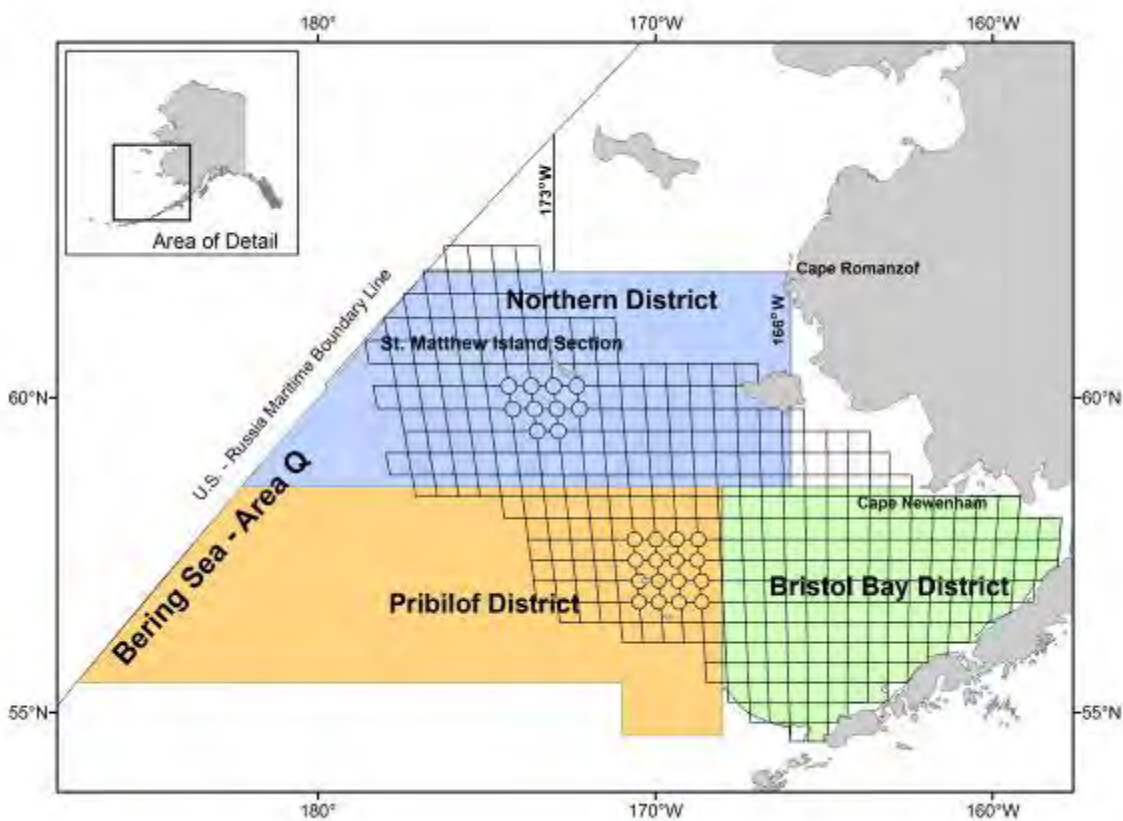 180°
170°W
160°W
Area of Detail
173°W
Cape Romanzof
Northern District
166°W
U.S. - Russia Maritime Boundary Line
St. Matthew Island Section
60°N
60°N
Bering Sea - Area Q
Cape Newenham
Pribilof District
Bristol Bay District
55°N
55°N
180°
170°W
160°W